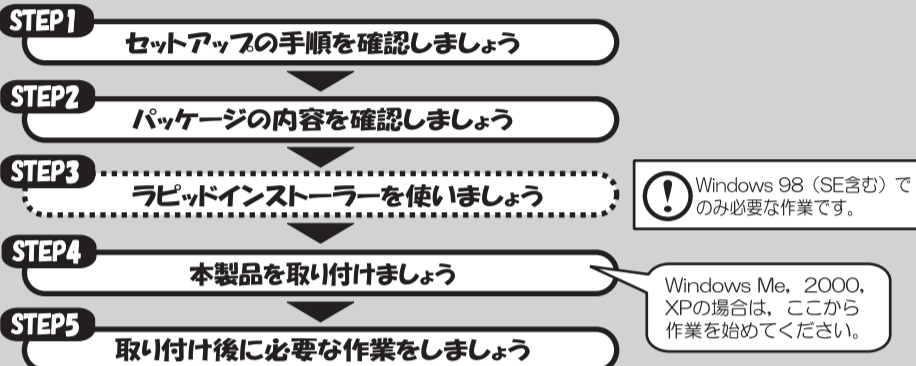 STEP1
セットアップの手順を確認しましょう
STEP2
パッケージの内容を確認しましょう
STEP3
ラピッドインストーラーを使いましょう
Windows 98（SE含む）で
のみ必要な作業です。
STEP4
本製品を取り付けましょう
Windows Me，2000，
XPの場合は，ここから
作業を始めてください。
STEP5
取り付け後に必要な作業をしましょう